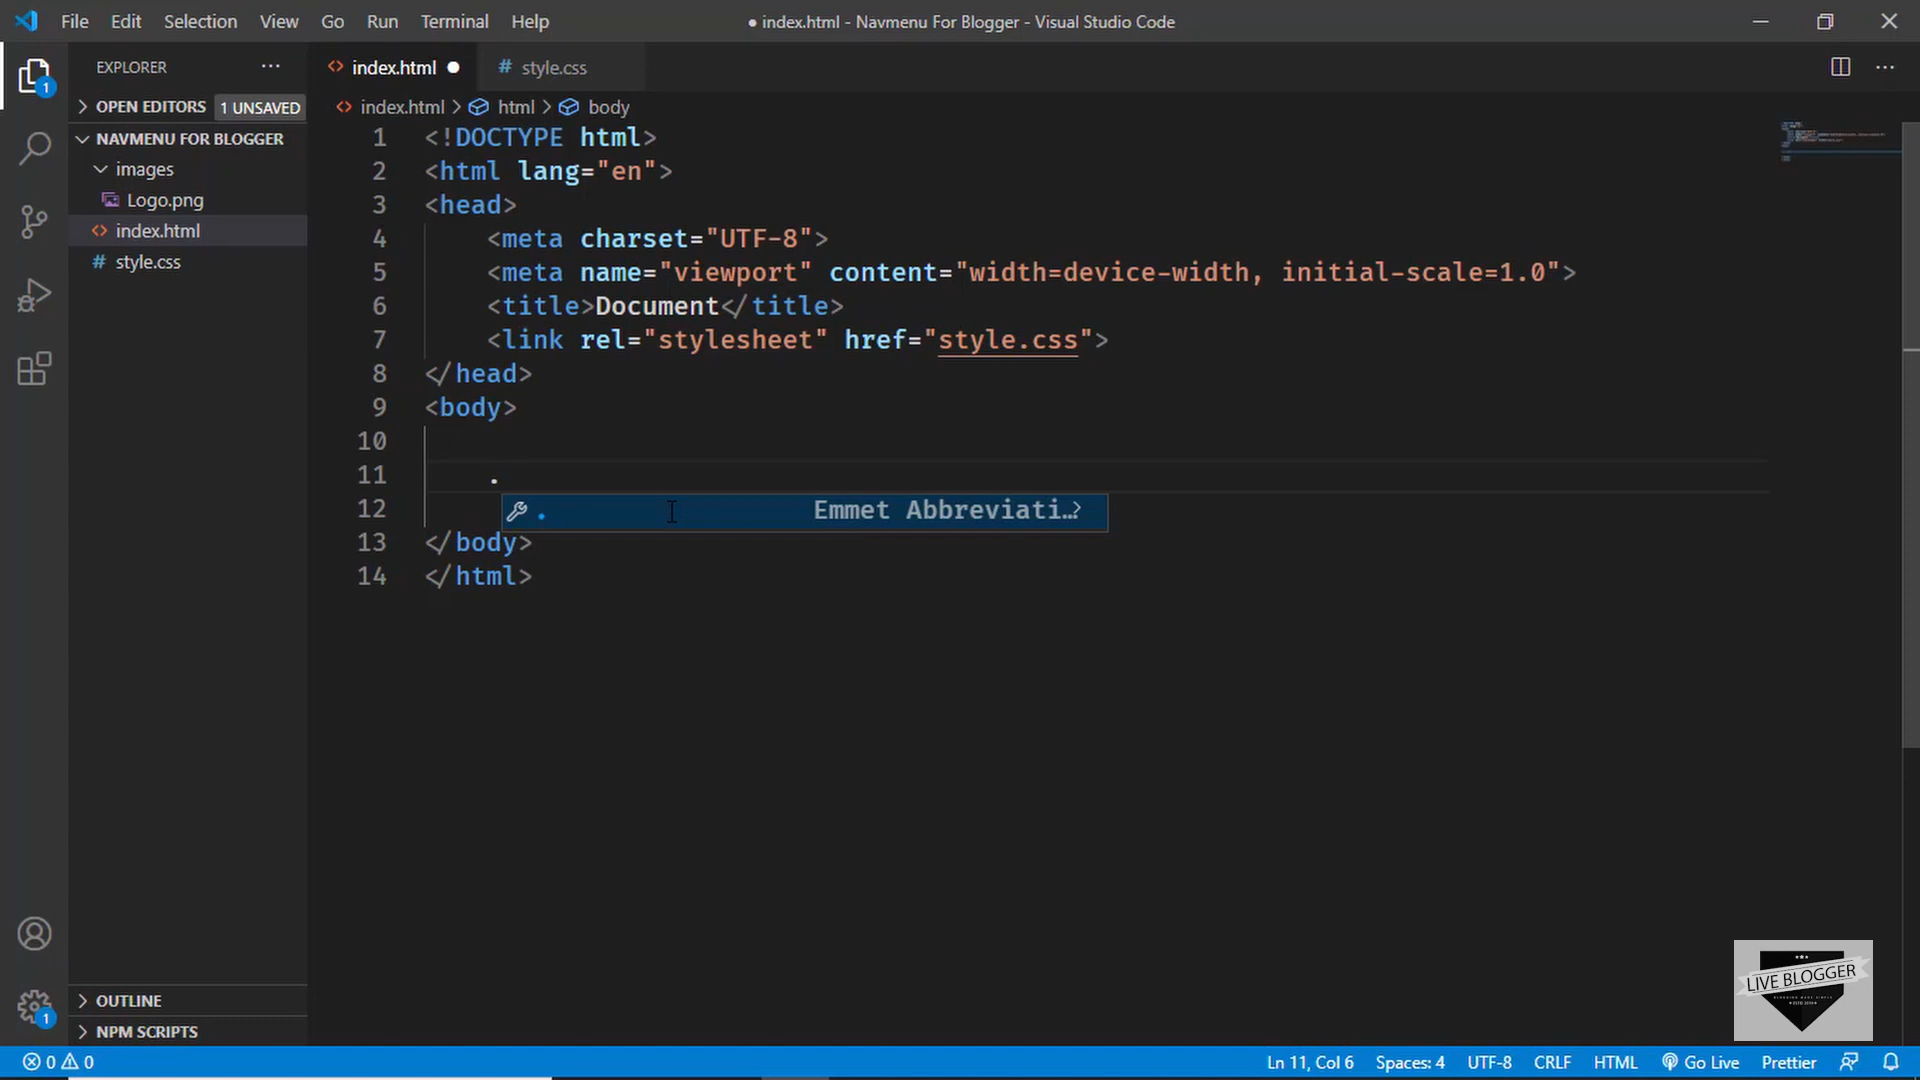 File Edit Selection View Go Run Terminal Help
● index.html - Navmenu For Blogger - Visual Studio Code
EXPLORER
OPEN EDITORS 1 UNSAVED
NAVMENU FOR BLOGGER
images
Logo.png
index.html
style.css
OUTLINE
NPM SCRIPTS
index.html ● # style.css
index.html > html > body
1 <!DOCTYPE html>
2 <html lang="en">
3 <head>
4 <meta charset="UTF-8">
5 <meta name="viewport" content="width=device-width, initial-scale=1.0">
6 <title>Document</title>
7 <link rel="stylesheet" href="style.css">
8 </head>
9 <body>
10
11 .
12
. Emmet Abbreviati…
13 </body>
14 </html>
LIVE BLOGGER
0 0
Ln 11, Col 6 Spaces: 4 UTF-8 CRLF HTML Go Live Prettier
1
1